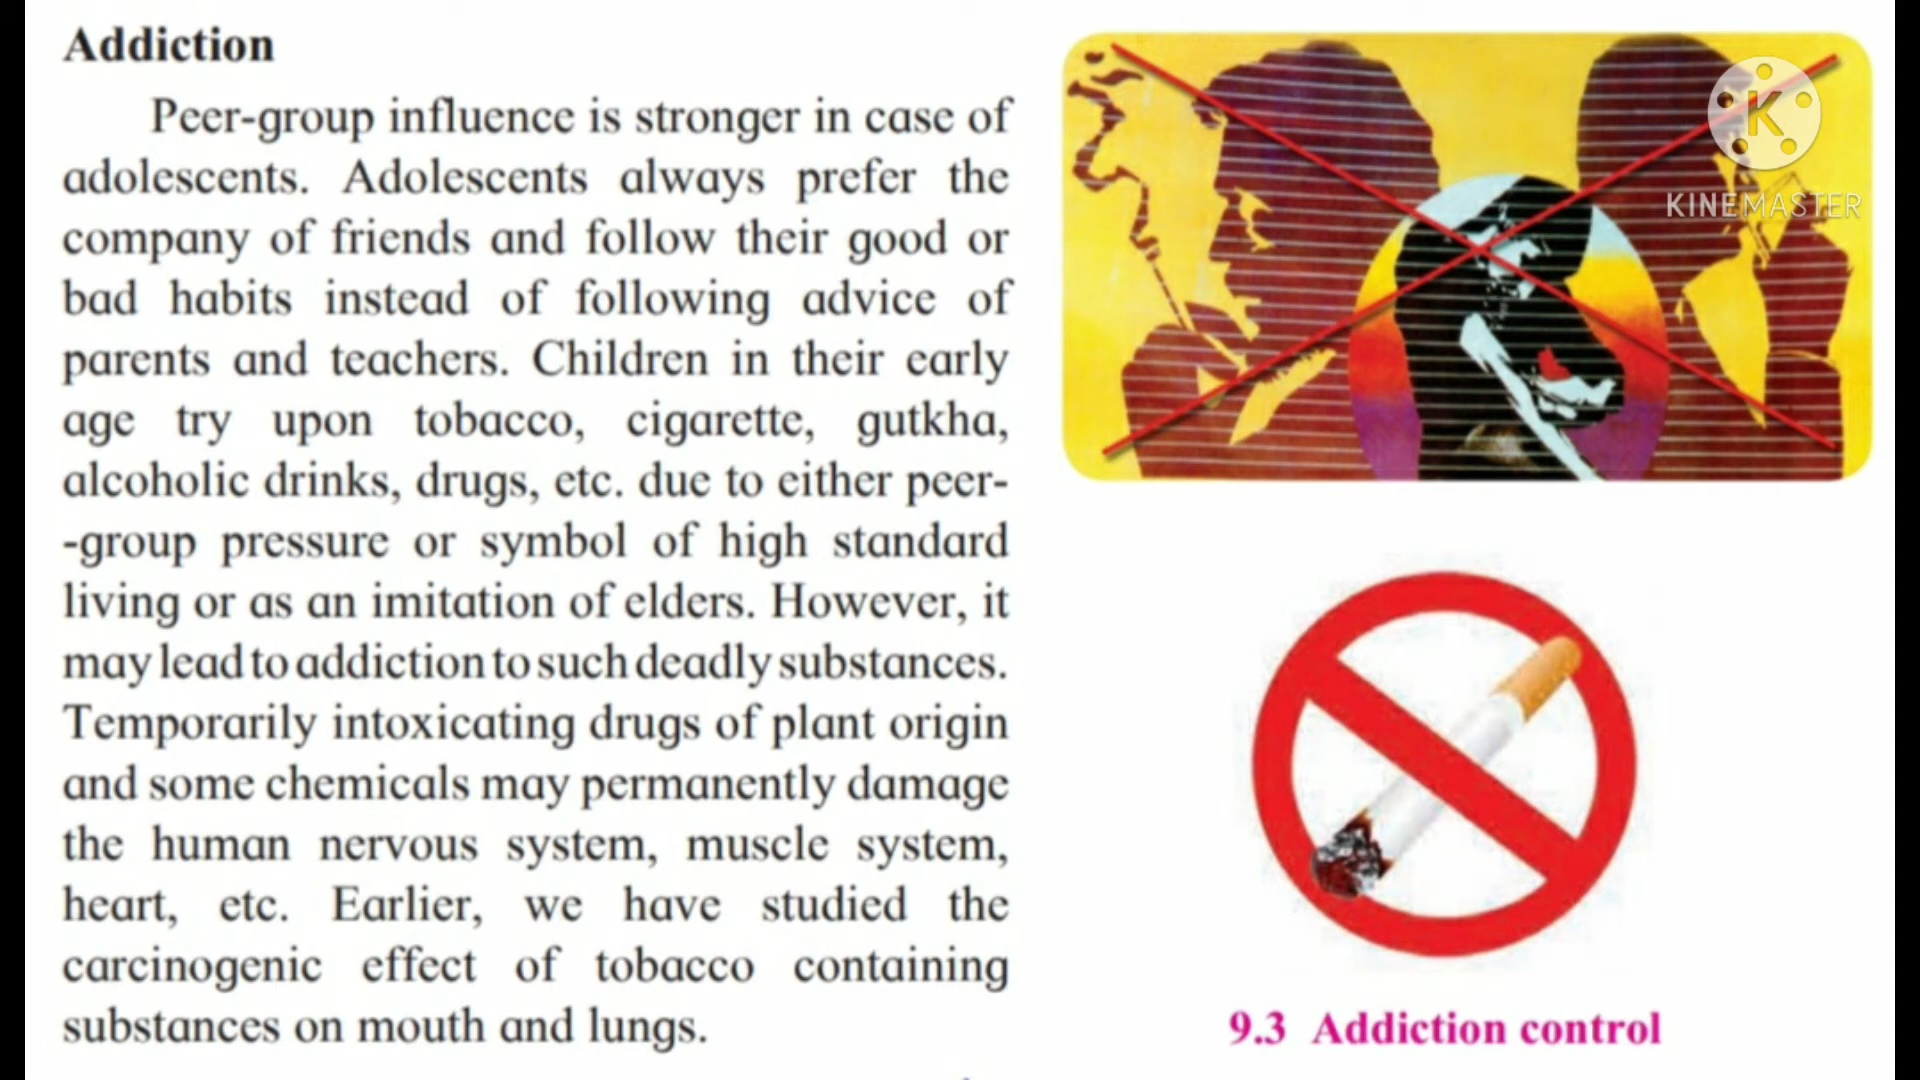 Addiction
Peer-group influence is stronger in case of
adolescents. Adolescents always prefer the
company of friends and follow their good or
bad habits instead of following advice of
parents and teachers. Children in their early
age try upon tobacco, cigarette, gutkha,
alcoholic drinks, drugs, etc. due to either peer-
-group pressure or symbol of high standard
living or as an imitation of elders. However, it
may lead to addiction to such deadly substances.
Temporarily intoxicating drugs of plant origin
and some chemicals may permanently damage
the human nervous system, muscle system,
heart, etc. Earlier, we have studied the
carcinogenic effect of tobacco containing
substances on mouth and lungs.
K
KINEMASTER
9.3 Addiction control